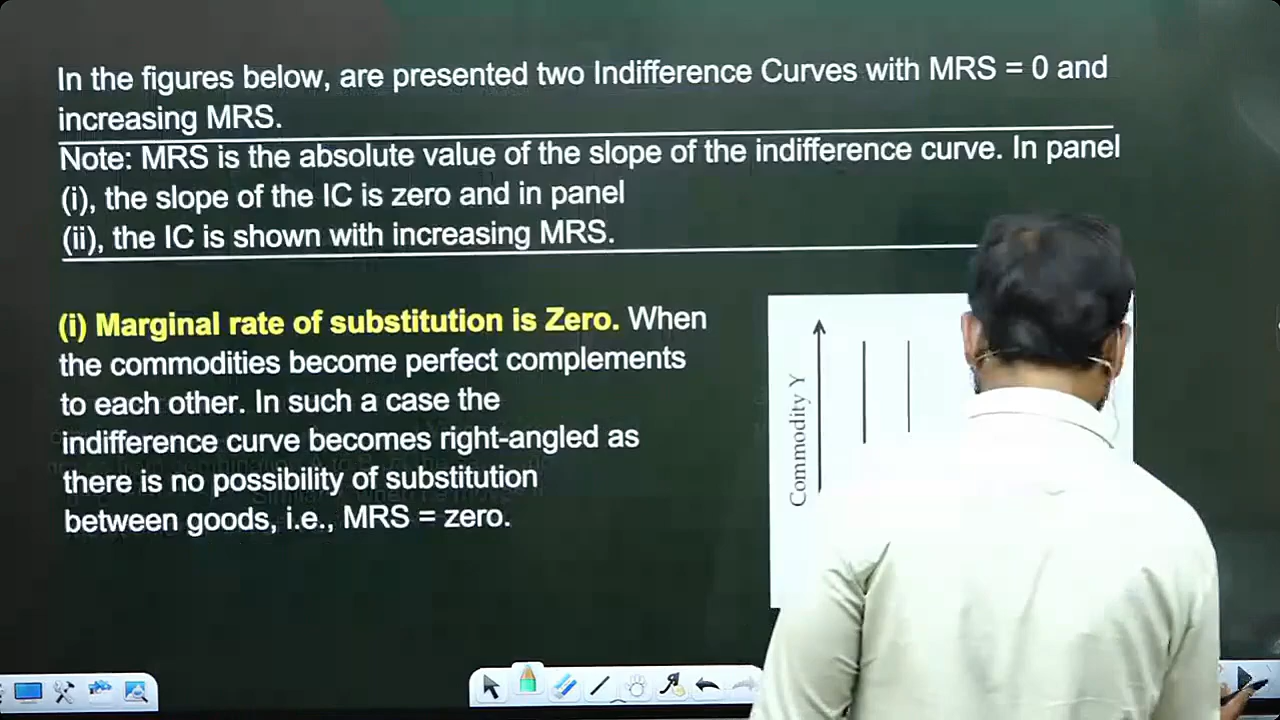 In the figures below, are presented two Indifference Curves with MRS = 0 and
increasing MRS.
Note: MRS is the absolute value of the slope of the indifference curve. In panel
(i), the slope of the IC is zero and in panel
(ii), the IC is shown with increasing MRS.
(i) Marginal rate of substitution is Zero. When
the commodities become perfect complements
to each other. In such a case the
indifference curve becomes right-angled as
there is no possibility of substitution
between goods, i.e., MRS = zero.
Commodity Y